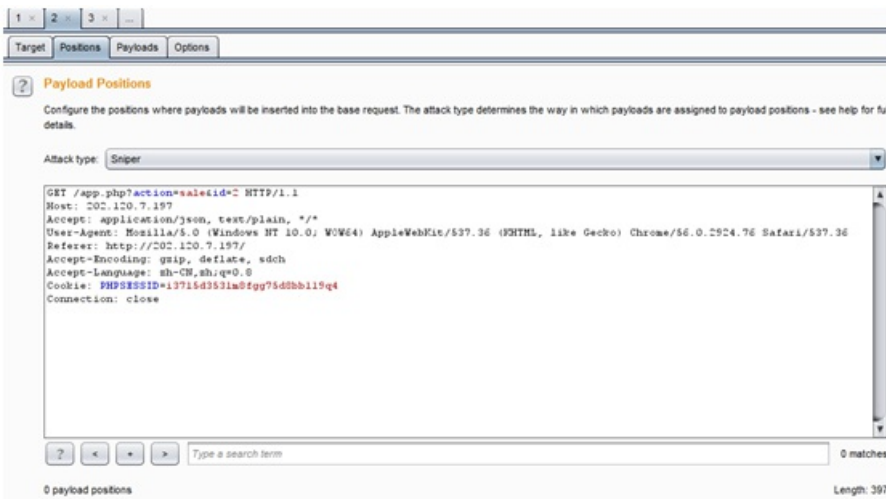 1 × 2 × 3 × ...
Target Positions Payloads Options
? Payload Positions
Configure the positions where payloads will be inserted into the base request. The attack type determines the way in which payloads are assigned to payload positions - see help for fu
details.
Attack type: Sniper
GET /app.php?action=sale&id=2 HTTP/1.1
Host: 202.120.7.197
Accept: application/json, text/plain, */*
User-Agent: Mozilla/5.0 (Windows NT 10.0; WOW64) AppleWebKit/537.36 (KHTML, like Gecko) Chrome/56.0.2924.76 Safari/537.36
Referer: http://202.120.7.197/
Accept-Encoding: gzip, deflate, sdch
Accept-Language: zh-CN,zh;q=0.8
Cookie: PHPSESSID=i3715d353lm8fgg75d8bbl19q4
Connection: close
? < + > Type a search term 0 matches
0 payload positions Length: 397